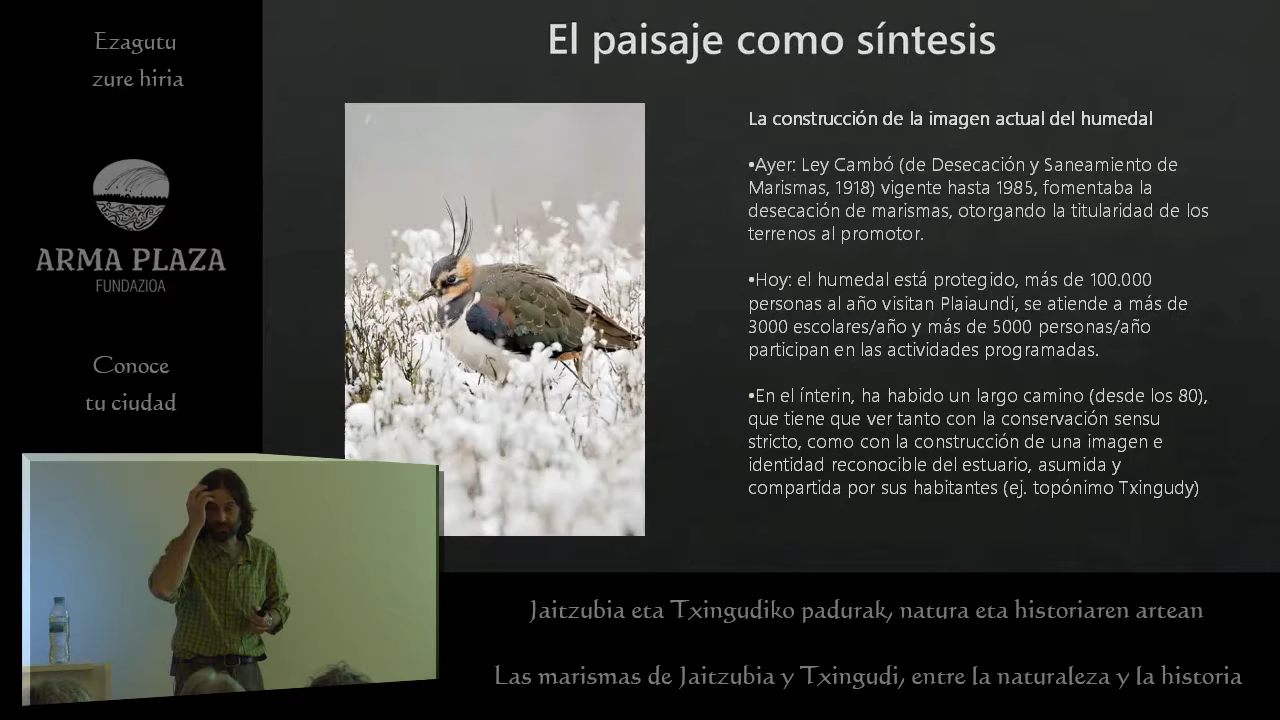 Ezagutu
zure hiria
ARMA PLAZA
FUNDAZIOA
Conoce
tu ciudad
El paisaje como síntesis
La construcción de la imagen actual del humedal
•Ayer: Ley Cambó (de Desecación y Saneamiento de
Marismas, 1918) vigente hasta 1985, fomentaba la
desecación de marismas, otorgando la titularidad de los
terrenos al promotor.
•Hoy: el humedal está protegido, más de 100.000
personas al año visitan Plaiaundi, se atiende a más de
3000 escolares/año y más de 5000 personas/año
participan en las actividades programadas.
•En el ínterin, ha habido un largo camino (desde los 80),
que tiene que ver tanto con la conservación sensu
stricto, como con la construcción de una imagen e
identidad reconocible del estuario, asumida y
compartida por sus habitantes (ej. topónimo Txingudy)
Jaitzubia eta Txingudiko padurak, natura eta historiaren artean
Las marismas de Jaitzubia y Txingudi, entre la naturaleza y la historia